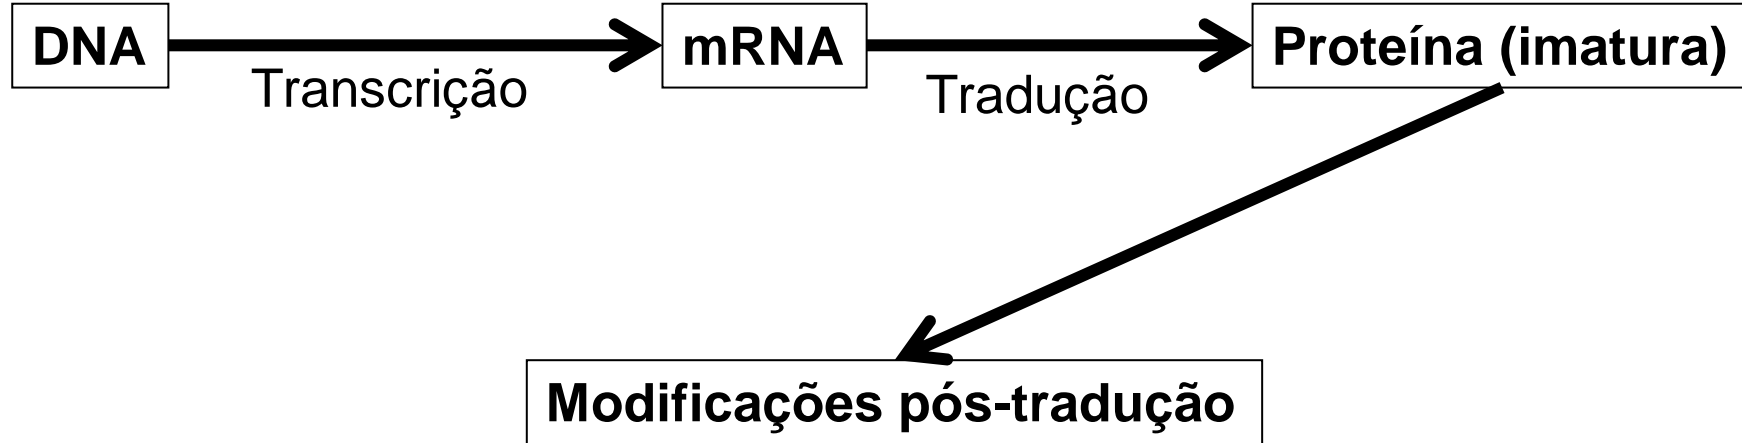 DNA
Transcrição
mRNA
Tradução
Proteína (imatura)
Modificações pós-tradução